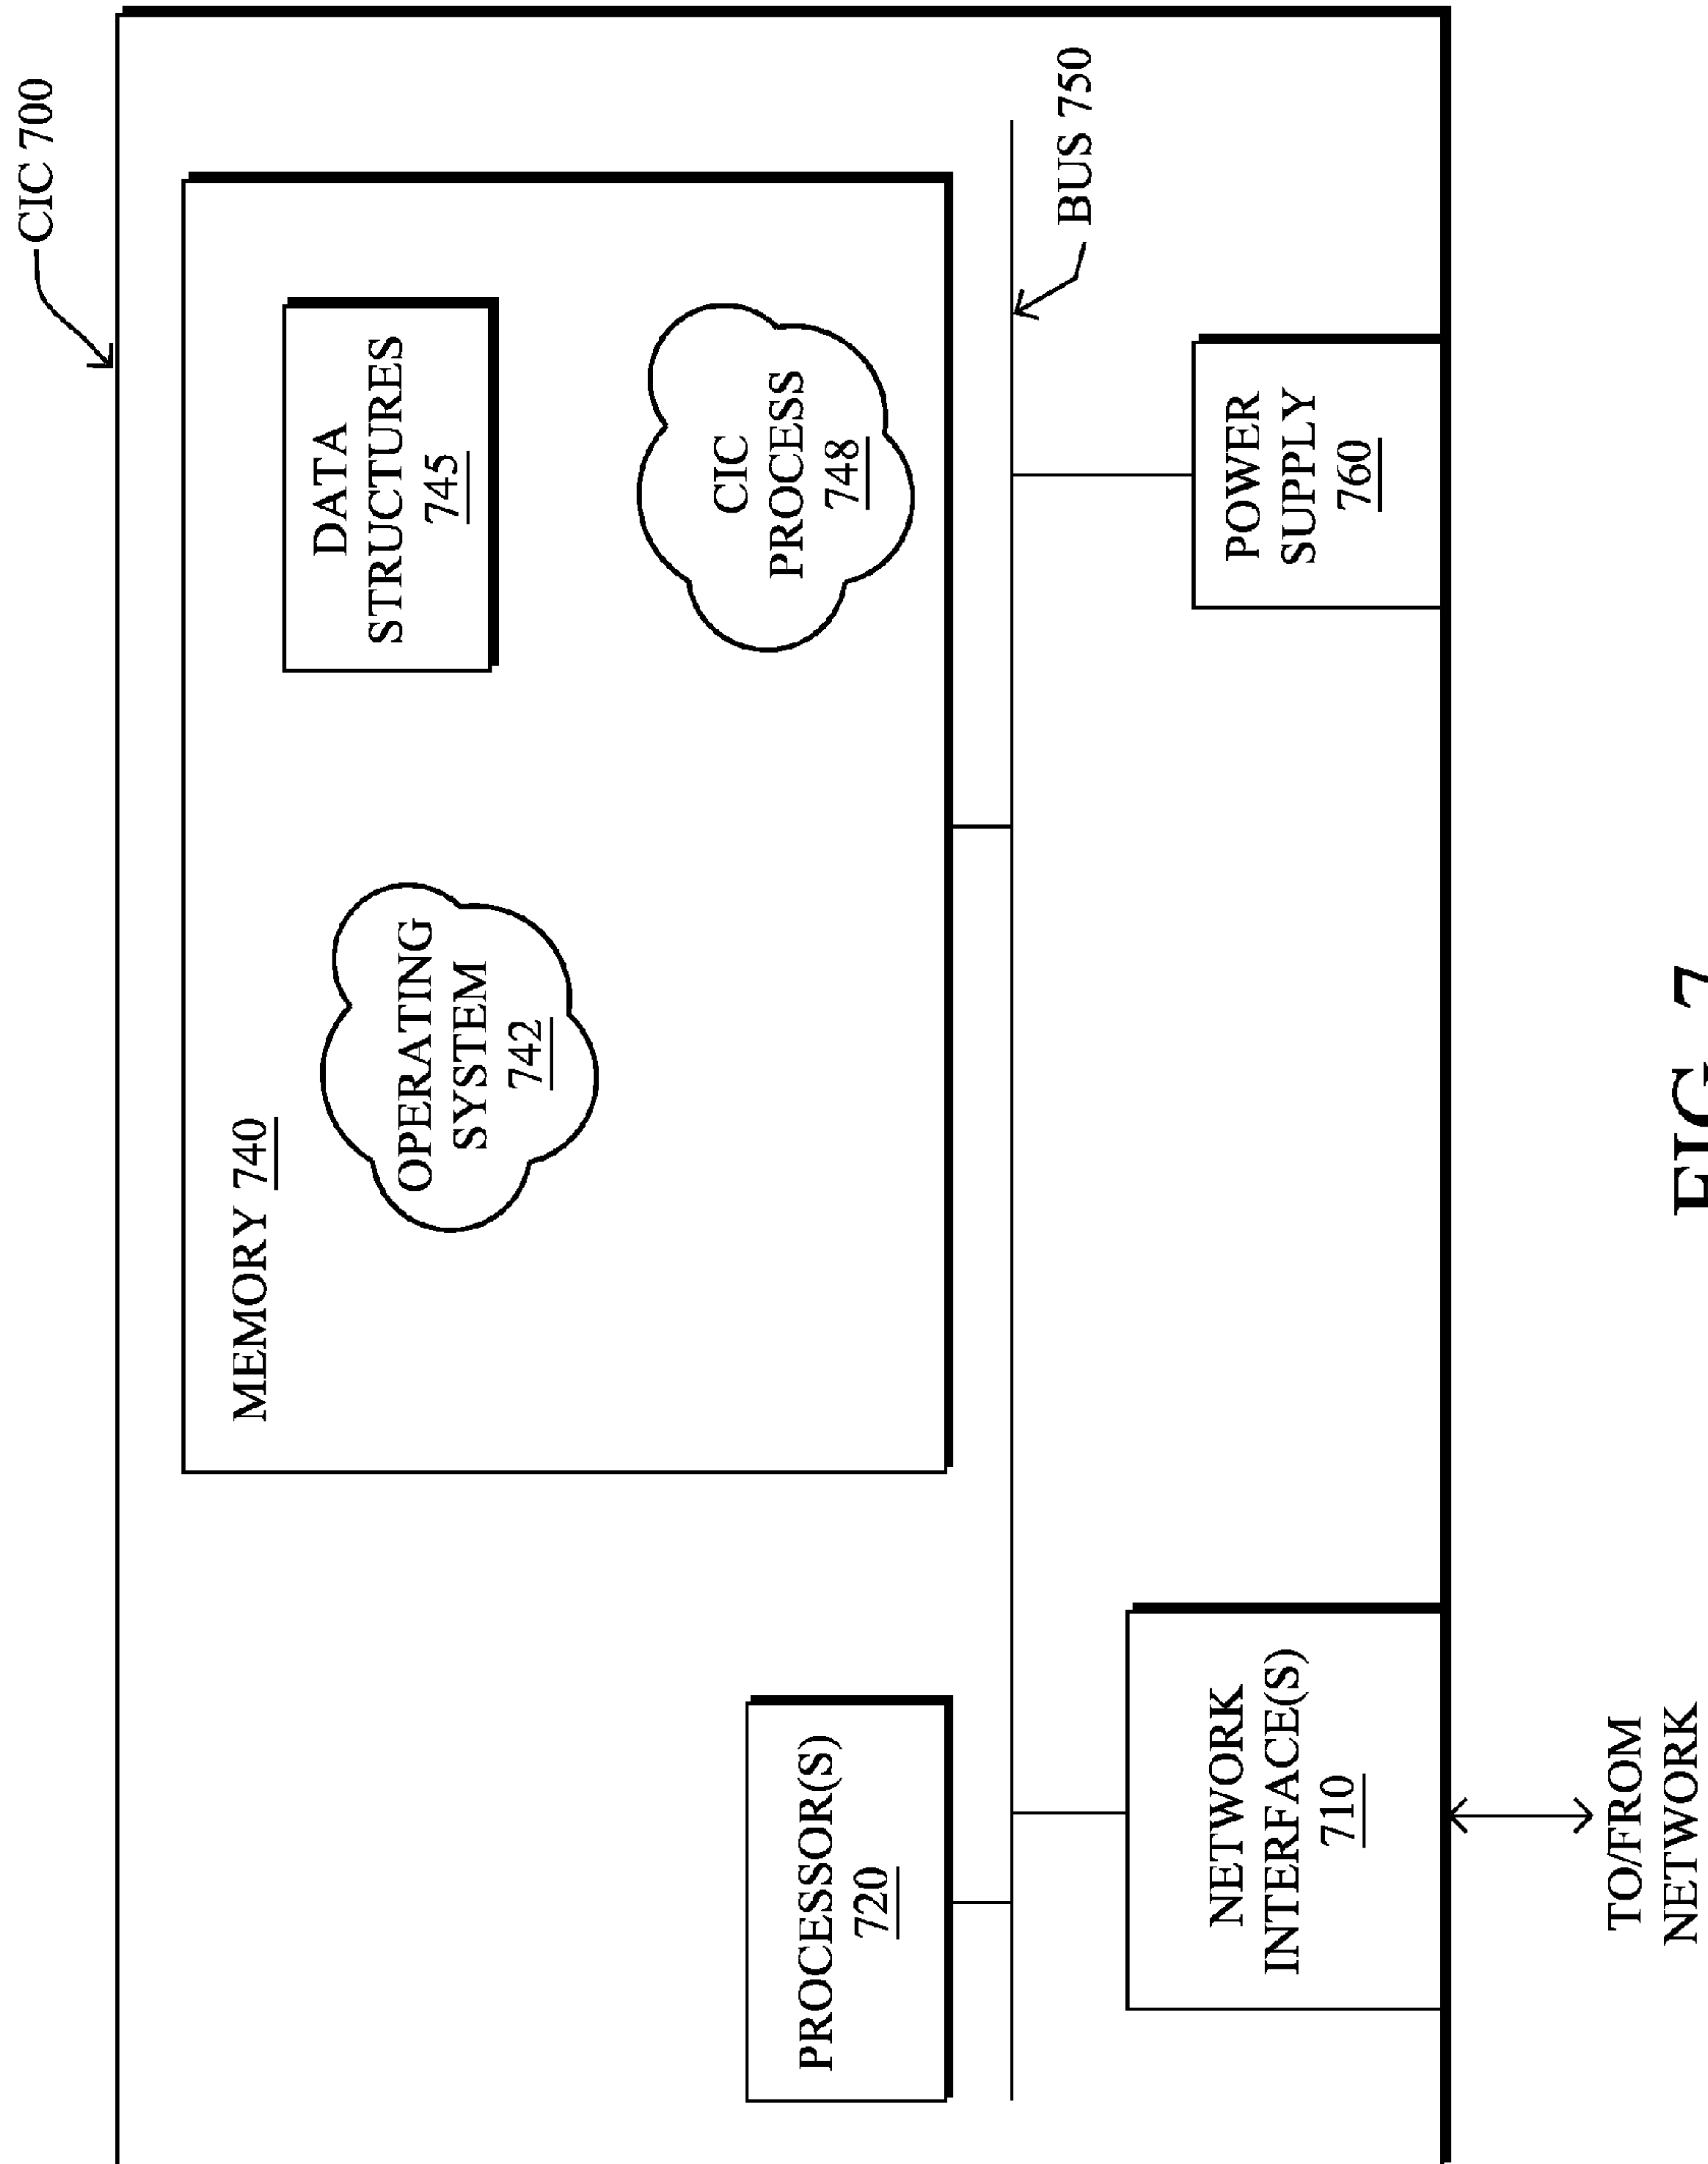 CIC 700
MEMORY 740
OPERATING
SYSTEM
742
DATA
STRUCTURES
745
CIC
PROCESS
748
PROCESSOR(S)
720
BUS 750
NETWORK
INTERFACE(S)
710
POWER
SUPPLY
760
TO/FROM
NETWORK
FIG. 7